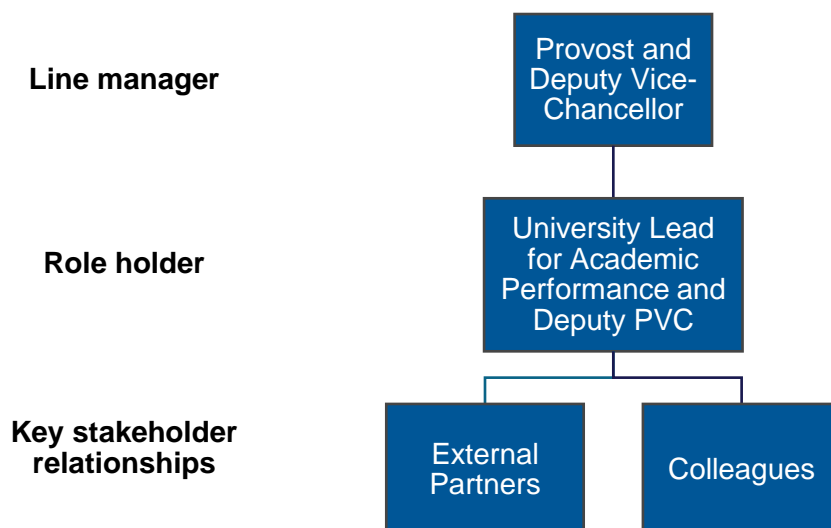 Line manager
Provost and
Deputy Vice-
Chancellor
Role holder
University Lead
for Academic
Performance and
Deputy PVC
Key stakeholder
relationships
External
Partners
Colleagues